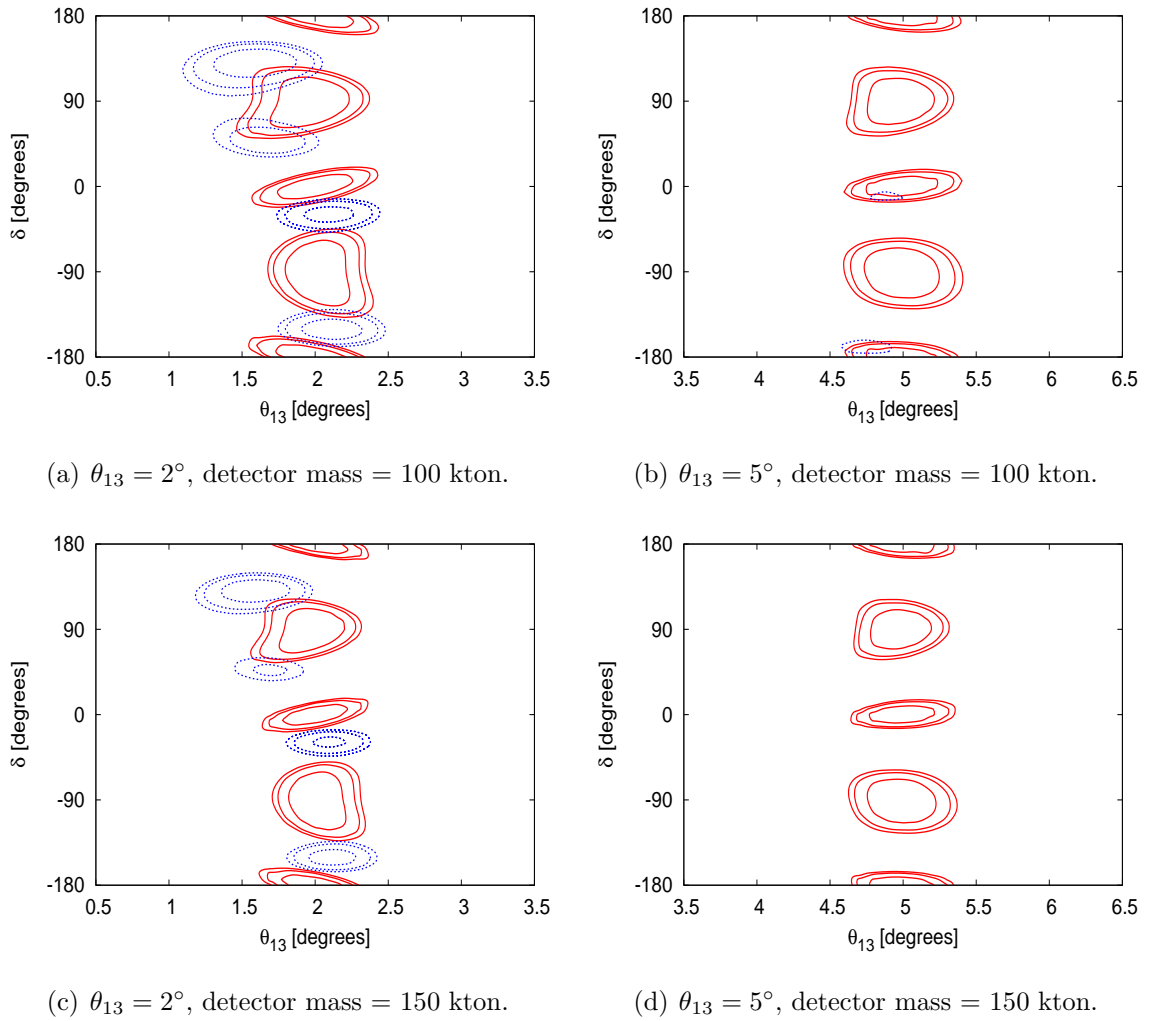 180
90
0
-90
-180
δ [degrees]
0.5 1 1.5 2 2.5 3 3.5
θ13 [degrees]
180
90
0
-90
-180
δ [degrees]
3.5 4 4.5 5 5.5 6 6.5
θ13 [degrees]
(a) θ13 = 2°, detector mass = 100 kton.
(b) θ13 = 5°, detector mass = 100 kton.
180
90
0
-90
-180
δ [degrees]
0.5 1 1.5 2 2.5 3 3.5
θ13 [degrees]
180
90
0
-90
-180
δ [degrees]
3.5 4 4.5 5 5.5 6 6.5
θ13 [degrees]
(c) θ13 = 2°, detector mass = 150 kton.
(d) θ13 = 5°, detector mass = 150 kton.